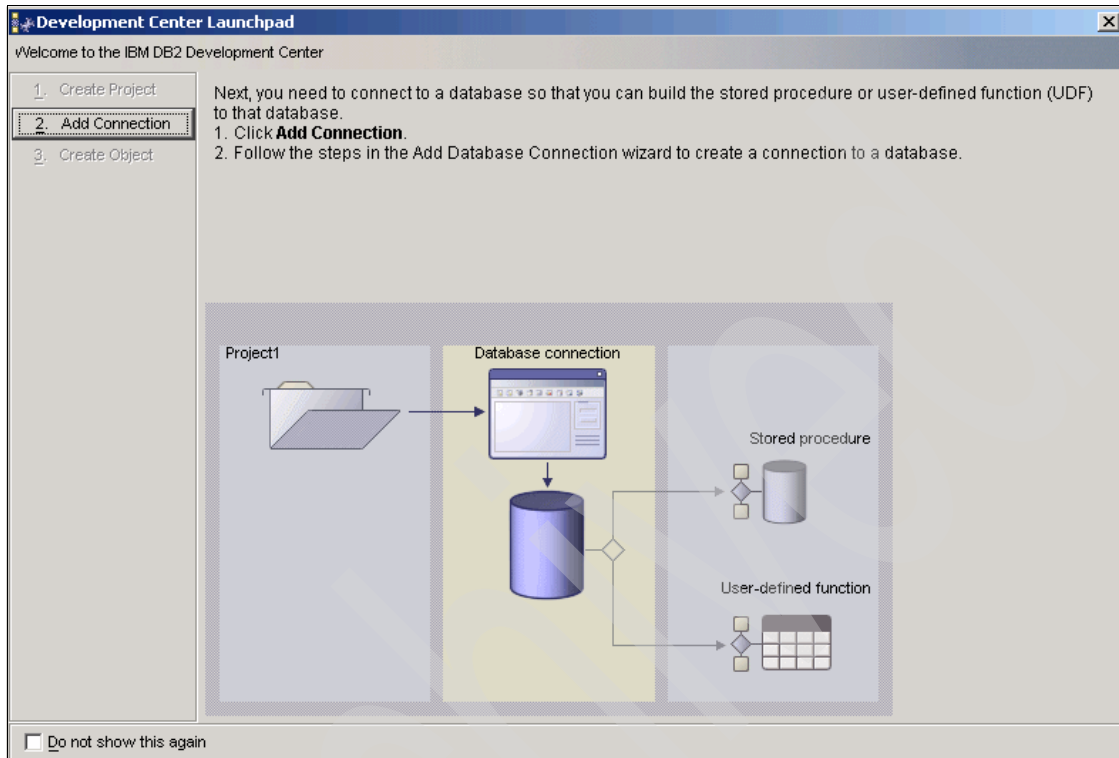 Development Center Launchpad
Welcome to the IBM DB2 Development Center
1. Create Project
2. Add Connection
3. Create Object
Next, you need to connect to a database so that you can build the stored procedure or user-defined function (UDF)
to that database.
1. Click Add Connection.
2. Follow the steps in the Add Database Connection wizard to create a connection to a database.
Project1
Database connection
Stored procedure
User-defined function
Do not show this again